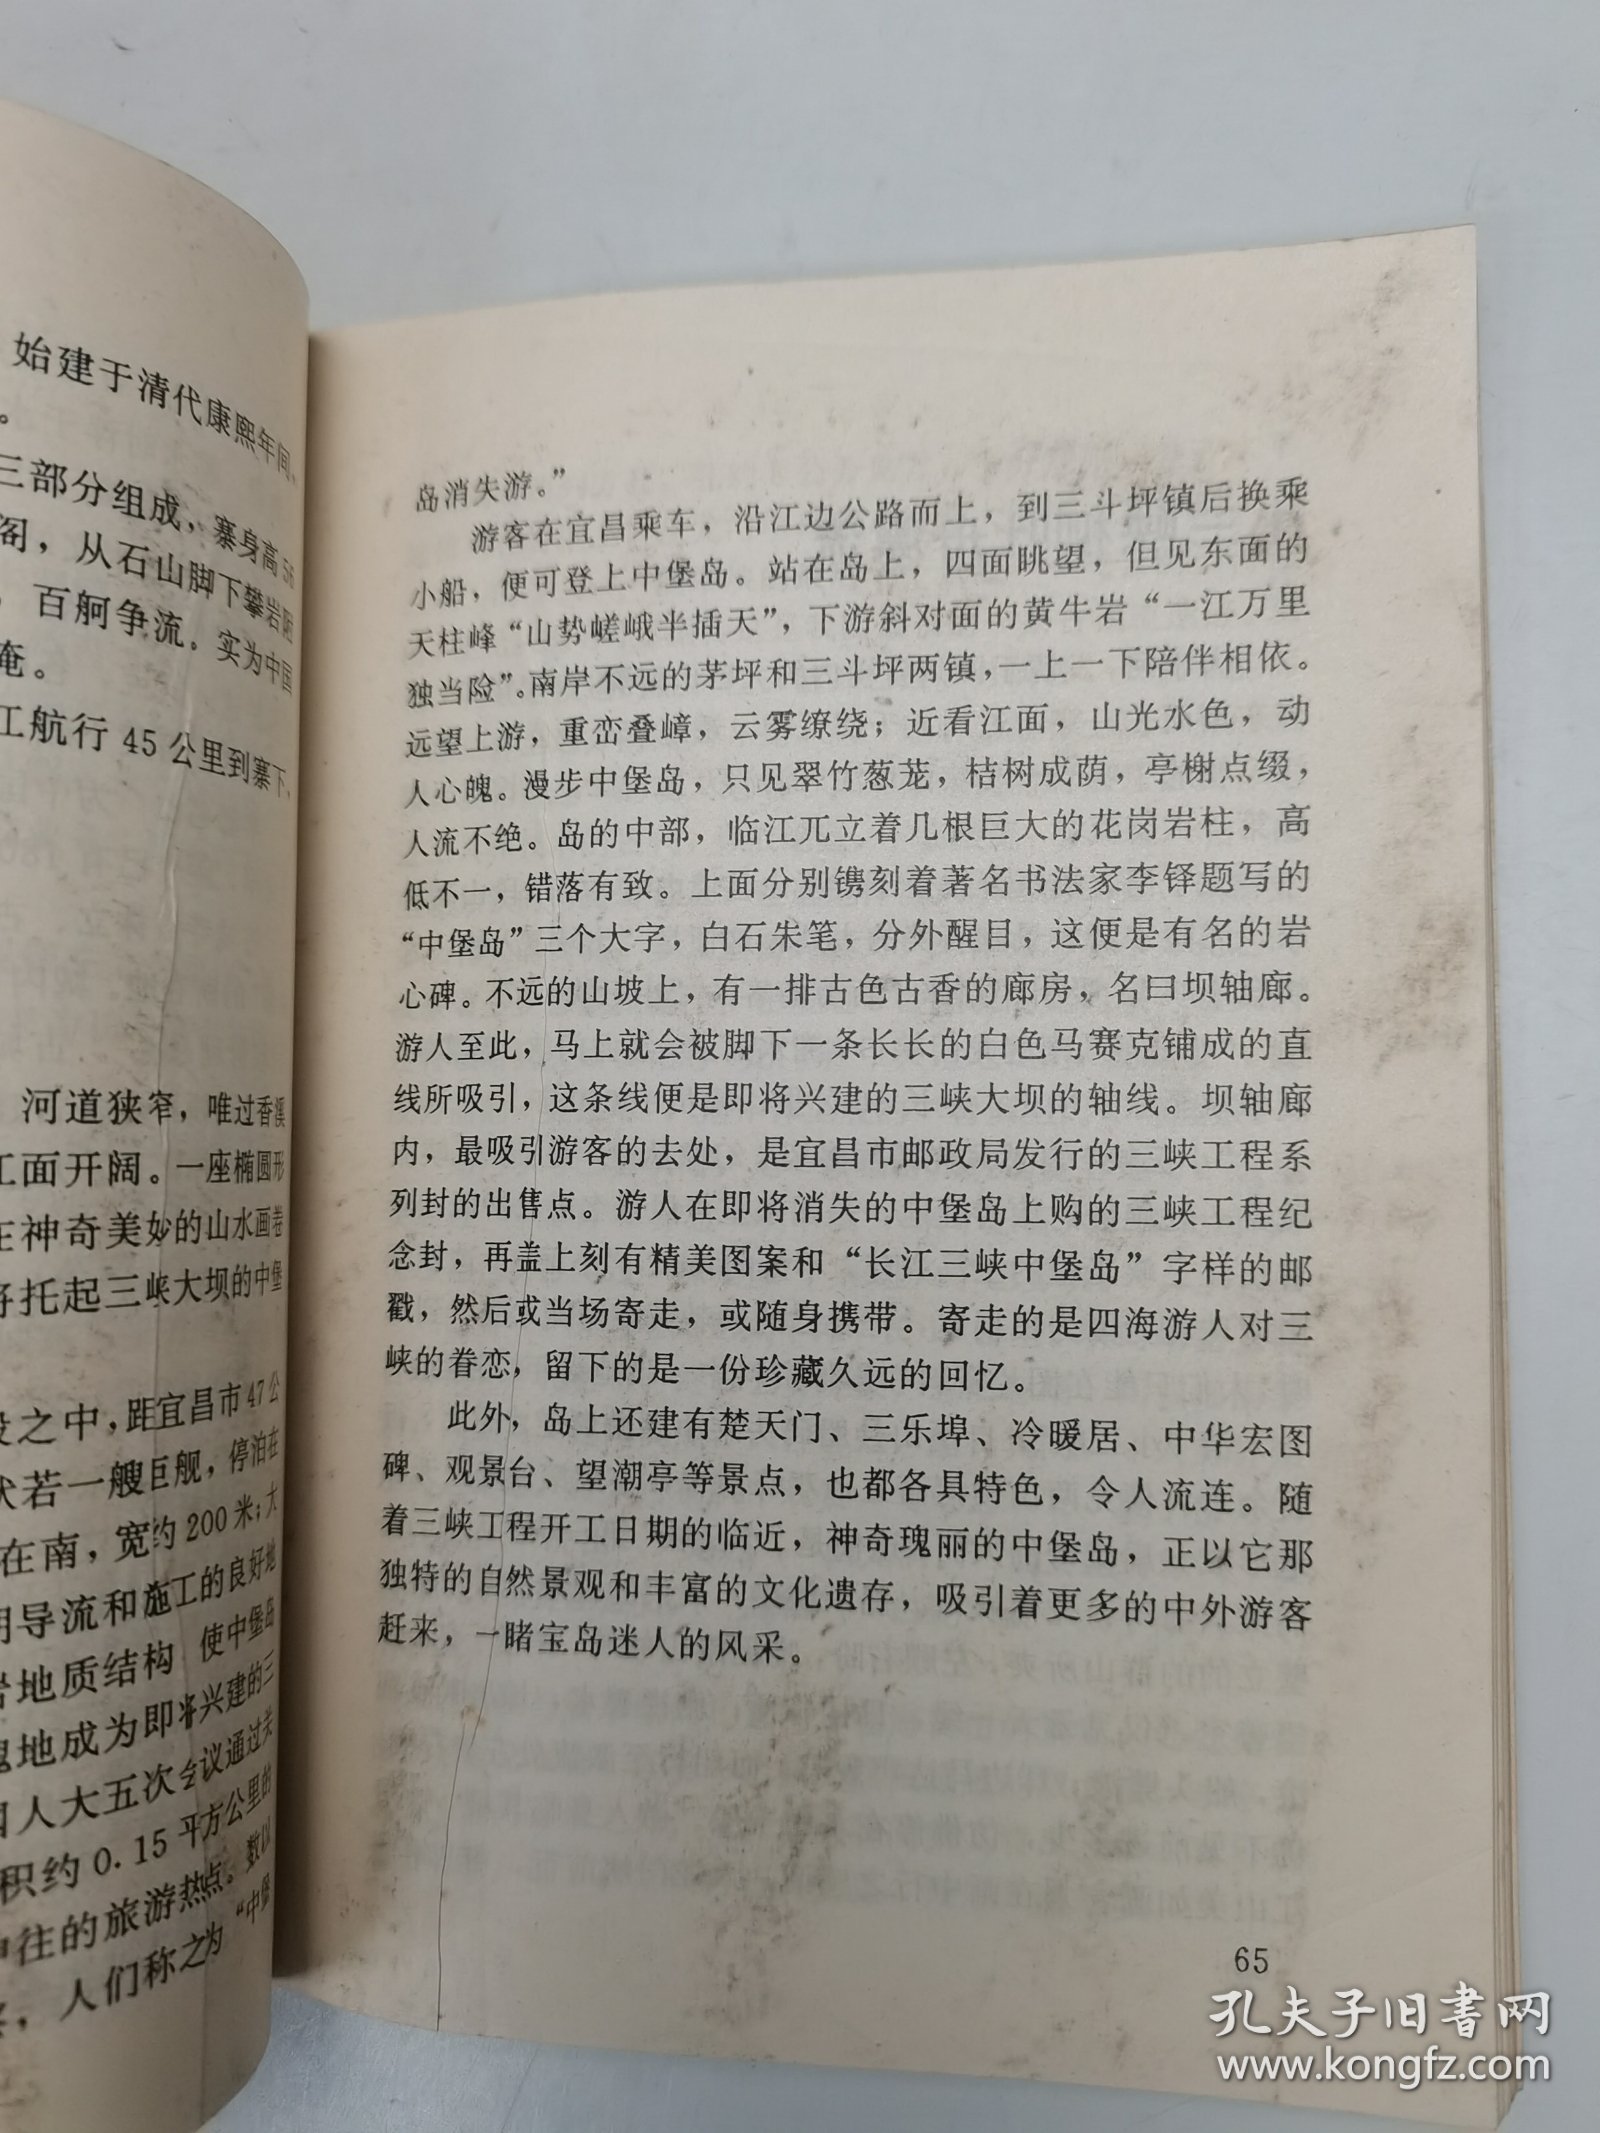 始建于清代康熙年间、
。
三部分组成，寨身高56
阁，从石山脚下攀岩
，百舸争流。实为中国
江航行 45 公里到寨下、
河道狭窄，唯过香溪
江面开阔。一座椭圆形
在神奇美妙的山水画卷
将托起三峡大坝的中堡
之中，距宜昌市47公
若一艘巨舰，停泊在
在南，宽约200米；大
导流和施工的良好地
岩地质结构 使中堡岛
地成为即将兴建的三
人大五次会议通过关
积约0.15平方公里的
往的旅游热点。数以
，人们称之为“中堡
岛消失游。”
游客在宜昌乘车，沿江边公路而上，到三斗坪镇后换乘
小船，便可登上中堡岛。站在岛上，四面眺望，但见东面的
天柱峰“山势嵯峨半插天”，下游斜对面的黄牛岩“一江万里
独当险”。南岸不远的茅坪和三斗坪两镇，一上一下陪伴相依。
远望上游，重峦叠嶂，云雾缭绕；近看江面，山光水色，动
人心魄。漫步中堡岛，只见翠竹葱茏，桔树成荫，亭榭点缀，
人流不绝。岛的中部，临江兀立着几根巨大的花岗岩柱，高
低不一，错落有致。上面分别镌刻着著名书法家李铎题写的
“中堡岛”三个大字，白石朱笔，分外醒目，这便是有名的岩
心碑。不远的山坡上，有一排古色古香的廊房，名曰坝轴廊。
游人至此，马上就会被脚下一条长长的白色马赛克铺成的直
线所吸引，这条线便是即将兴建的三峡大坝的轴线。坝轴廊
内，最吸引游客的去处，是宜昌市邮政局发行的三峡工程系
列封的出售点。游人在即将消失的中堡岛上购的三峡工程纪
念封，再盖上刻有精美图案和“长江三峡中堡岛”字样的邮
戳，然后或当场寄走，或随身携带。寄走的是四海游人对三
峡的眷恋，留下的是一份珍藏久远的回忆。
此外，岛上还建有楚天门、三乐埠、冷暖居、中华宏图
碑、观景台、望潮亭等景点，也都各具特色，令人流连。随
着三峡工程开工日期的临近，神奇瑰丽的中堡岛，正以它那
独特的自然景观和丰富的文化遗存，吸引着更多的中外游客
赶来，一睹宝岛迷人的风采。
65
孔夫子旧书网
www.kongfz.com